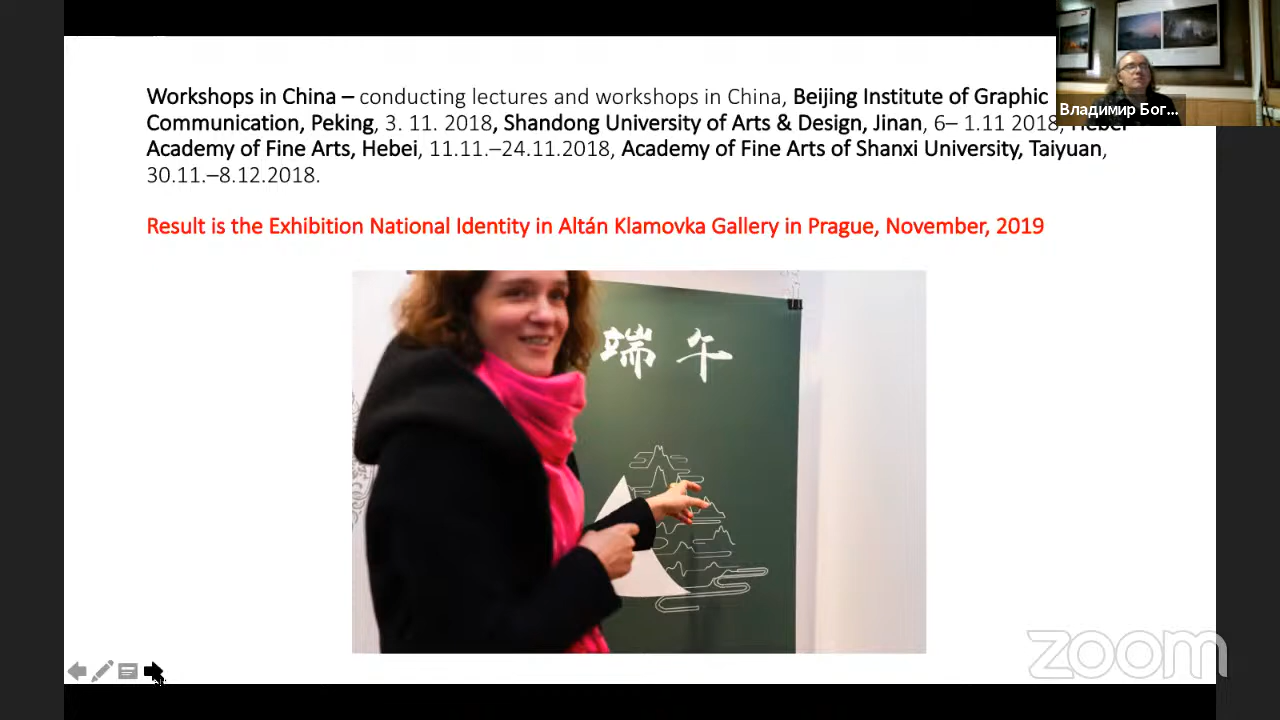 Workshops in China – conducting lectures and workshops in China, Beijing Institute of Graphic
Communication, Peking, 3. 11. 2018, Shandong University of Arts & Design, Jinan, 6– 1.11 2018, Hebei
Academy of Fine Arts, Hebei, 11.11.–24.11.2018, Academy of Fine Arts of Shanxi University, Taiyuan,
30.11.–8.12.2018.
Result is the Exhibition National Identity in Altán Klamovka Gallery in Prague, November, 2019
端午
Владимир Бог...
zoom